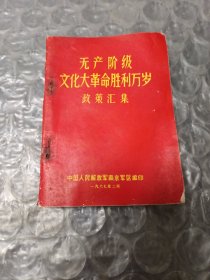 无产阶级
文化大革命胜利万岁
政策汇集
中国人民解放军南京军区编印
一九六七年二月